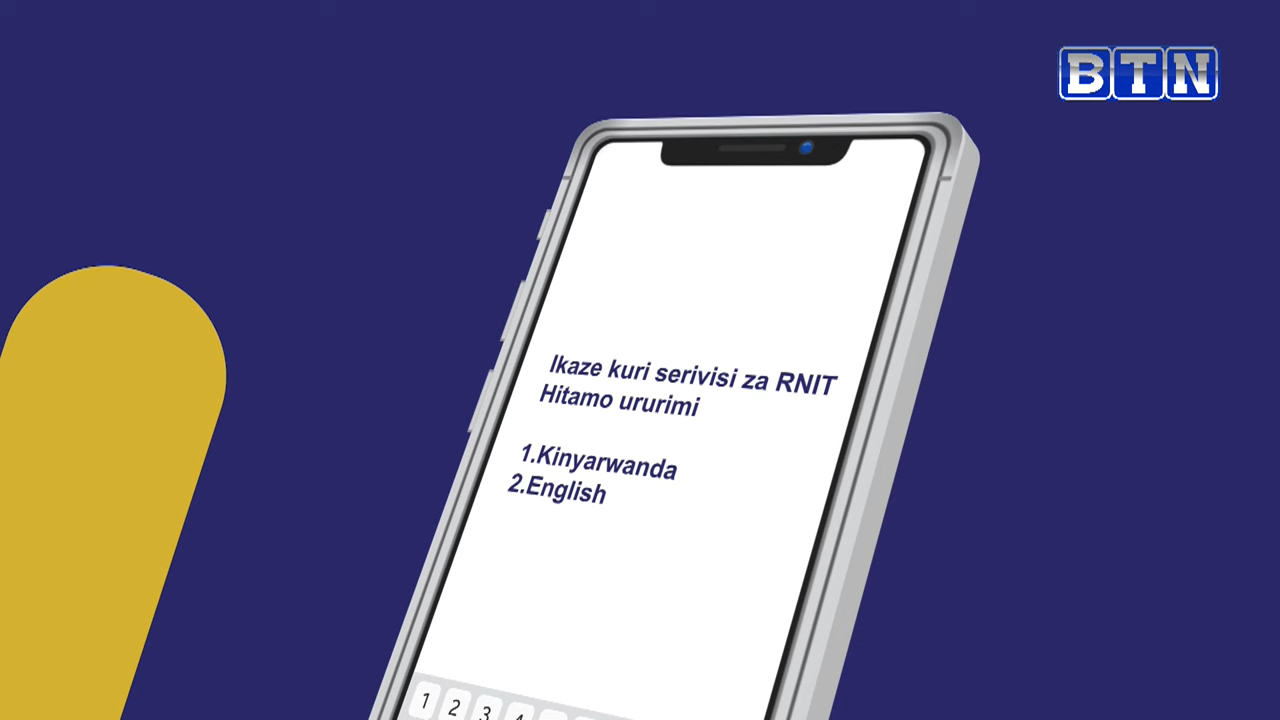 BTN
Ikaze kuri serivisi za RNIT
Hitamo ururimi
1.Kinyarwanda
2.English
1 2 3 4